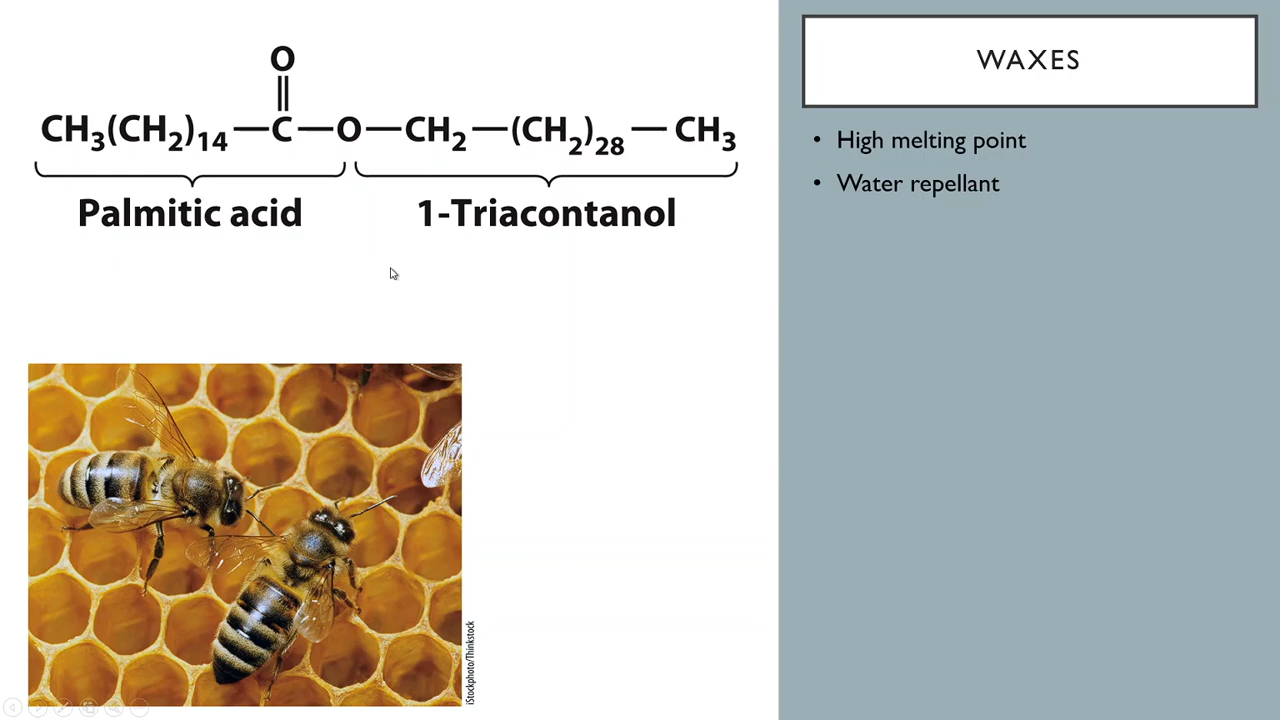 O
CH₃(CH₂)₁₄—C—O—CH₂—(CH₂)₂₈—CH₃
Palmitic acid 1-Triacontanol
iStockphoto/Thinkstock
WAXES
• High melting point
• Water repellant